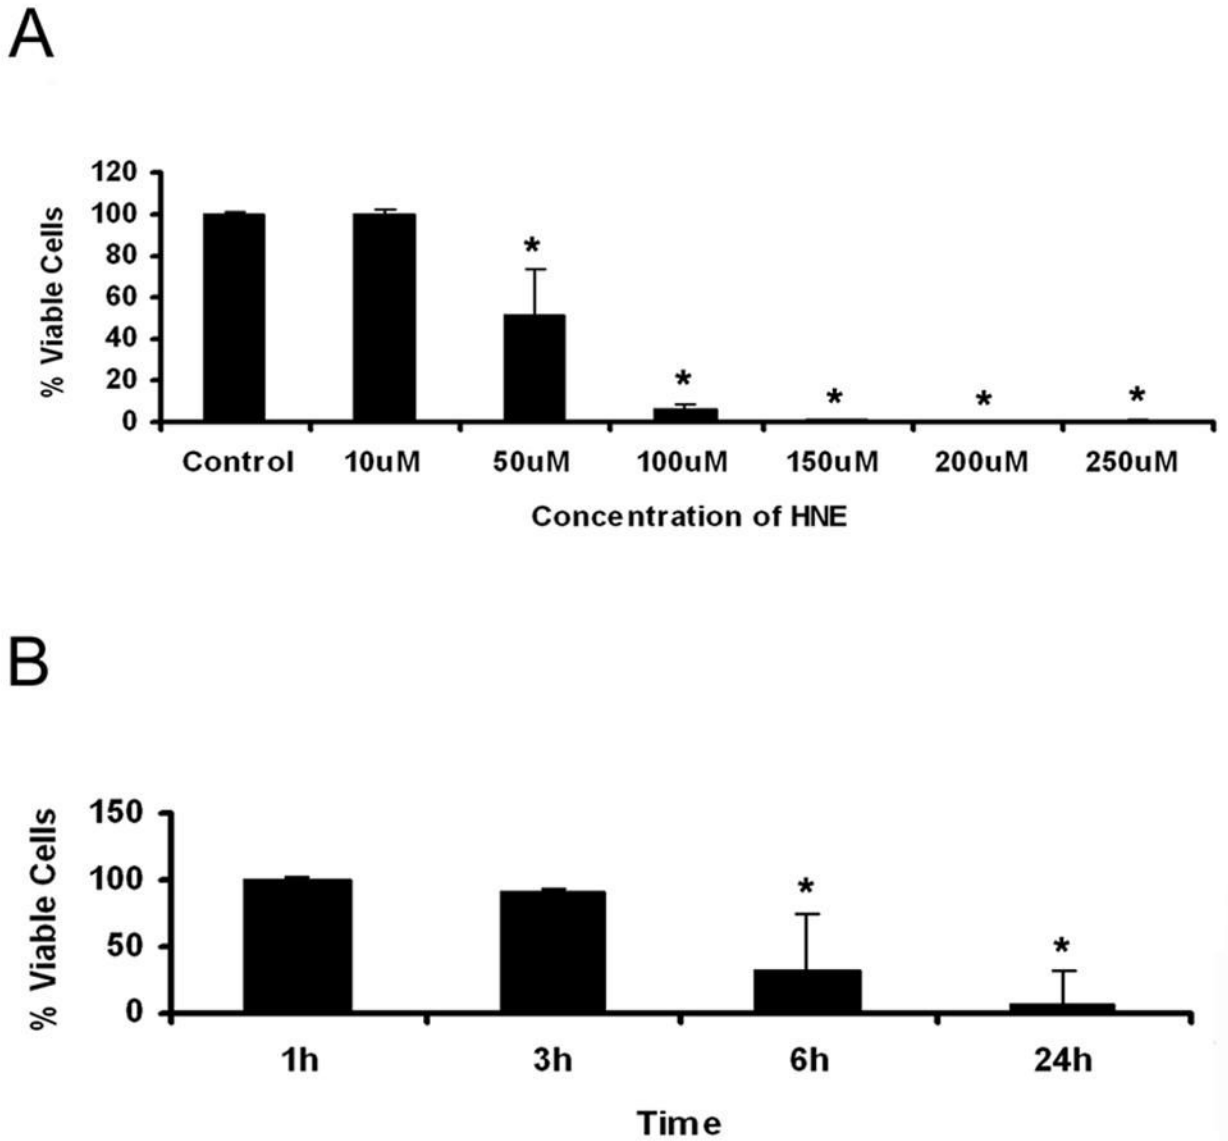 A
120
100
80
60
40
20
0
% Viable Cells
*
*
*
*
*
Control 10uM 50uM 100uM 150uM 200uM 250uM
Concentration of HNE
B
150
100
50
0
% Viable Cells
*
*
1h 3h 6h 24h
Time